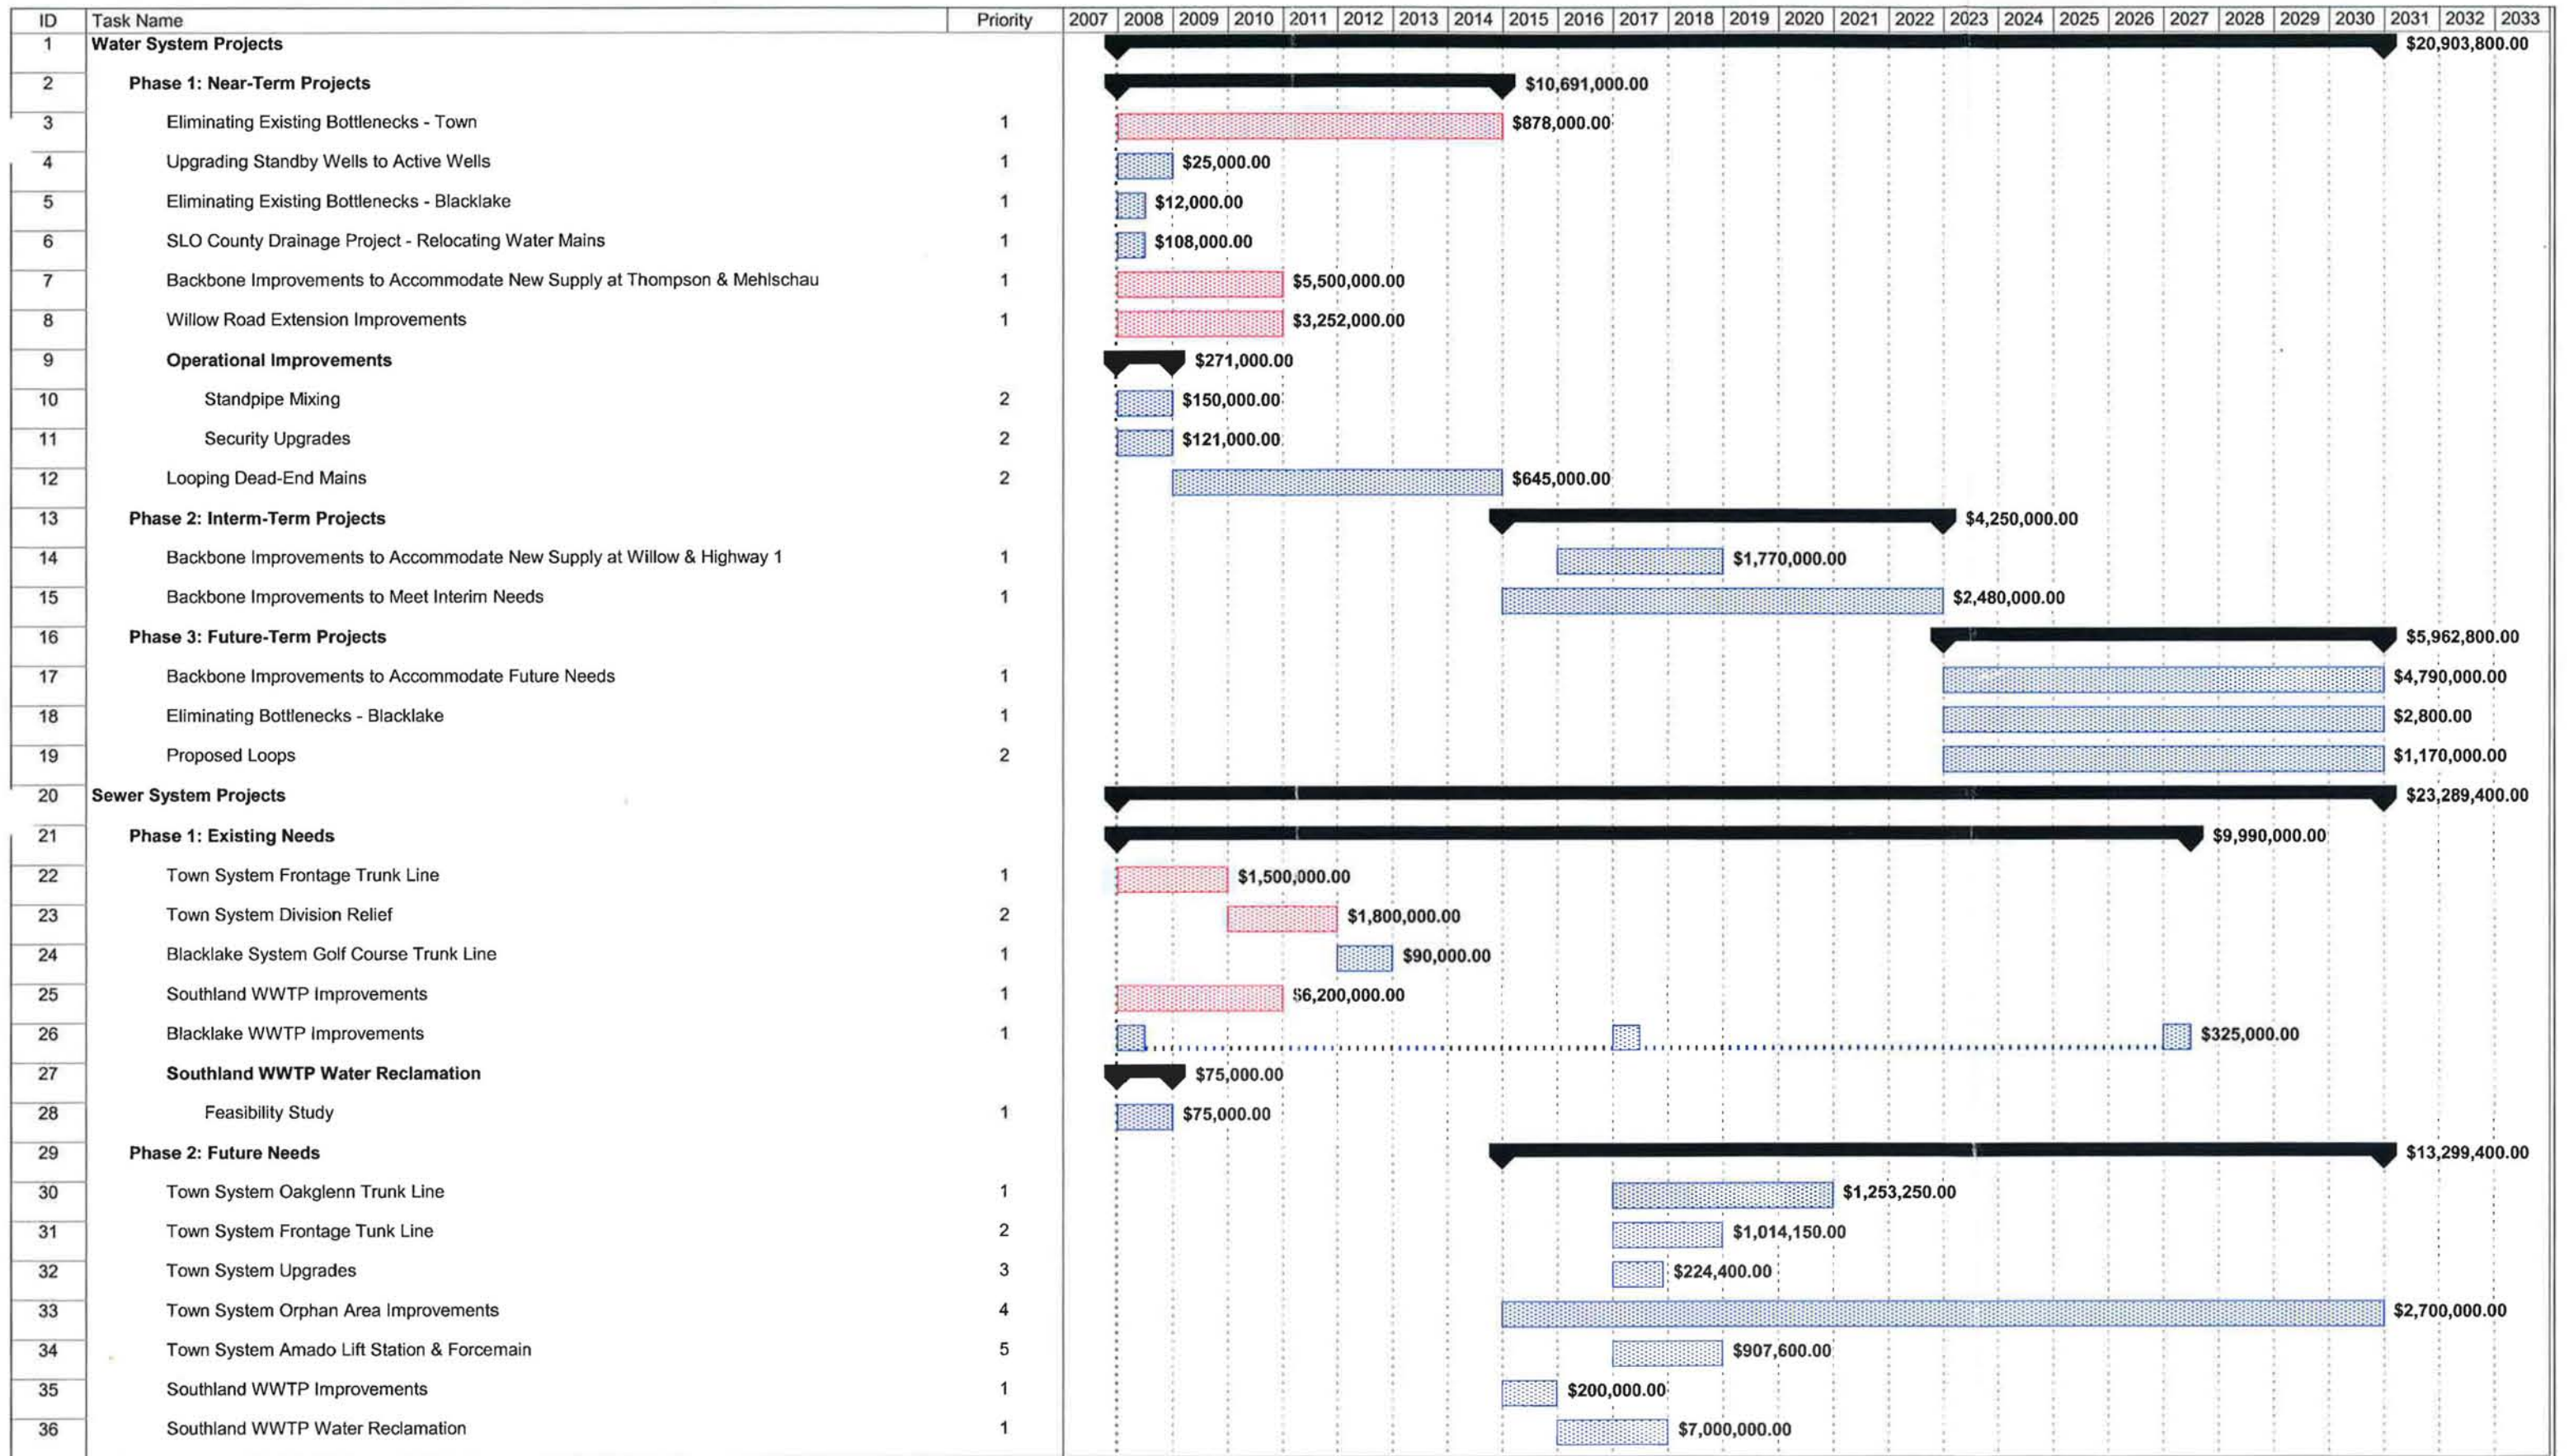 ID Task Name Priority 2007 2008 2009 2010 2011 2012 2013 2014 2015 2016 2017 2018 2019 2020 2021 2022 2023 2024 2025 2026 2027 2028 2029 2030 2031 2032 2033
1 Water System Projects $20,903,800.00
2 Phase 1: Near-Term Projects $10,691,000.00
3 Eliminating Existing Bottlenecks - Town 1 $878,000.00
4 Upgrading Standby Wells to Active Wells 1 $25,000.00
5 Eliminating Existing Bottlenecks - Blacklake 1 $12,000.00
6 SLO County Drainage Project - Relocating Water Mains 1 $108,000.00
7 Backbone Improvements to Accommodate New Supply at Thompson & Mehlschau 1 $5,500,000.00
8 Willow Road Extension Improvements 1 $3,252,000.00
9 Operational Improvements $271,000.00
10 Standpipe Mixing 2 $150,000.00
11 Security Upgrades 2 $121,000.00
12 Looping Dead-End Mains 2 $645,000.00
13 Phase 2: Interm-Term Projects $4,250,000.00
14 Backbone Improvements to Accommodate New Supply at Willow & Highway 1 1 $1,770,000.00
15 Backbone Improvements to Meet Interim Needs 1 $2,480,000.00
16 Phase 3: Future-Term Projects $5,962,800.00
17 Backbone Improvements to Accommodate Future Needs 1 $4,790,000.00
18 Eliminating Bottlenecks - Blacklake 1 $2,800.00
19 Proposed Loops 2 $1,170,000.00
20 Sewer System Projects $23,289,400.00
21 Phase 1: Existing Needs $9,990,000.00
22 Town System Frontage Trunk Line 1 $1,500,000.00
23 Town System Division Relief 2 $1,800,000.00
24 Blacklake System Golf Course Trunk Line 1 $90,000.00
25 Southland WWTP Improvements 1 $6,200,000.00
26 Blacklake WWTP Improvements 1 $325,000.00
27 Southland WWTP Water Reclamation $75,000.00
28 Feasibility Study 1 $75,000.00
29 Phase 2: Future Needs $13,299,400.00
30 Town System Oakglenn Trunk Line 1 $1,253,250.00
31 Town System Frontage Tunk Line 2 $1,014,150.00
32 Town System Upgrades 3 $224,400.00
33 Town System Orphan Area Improvements 4 $2,700,000.00
34 Town System Amado Lift Station & Forcemain 5 $907,600.00
35 Southland WWTP Improvements 1 $200,000.00
36 Southland WWTP Water Reclamation 1 $7,000,000.00